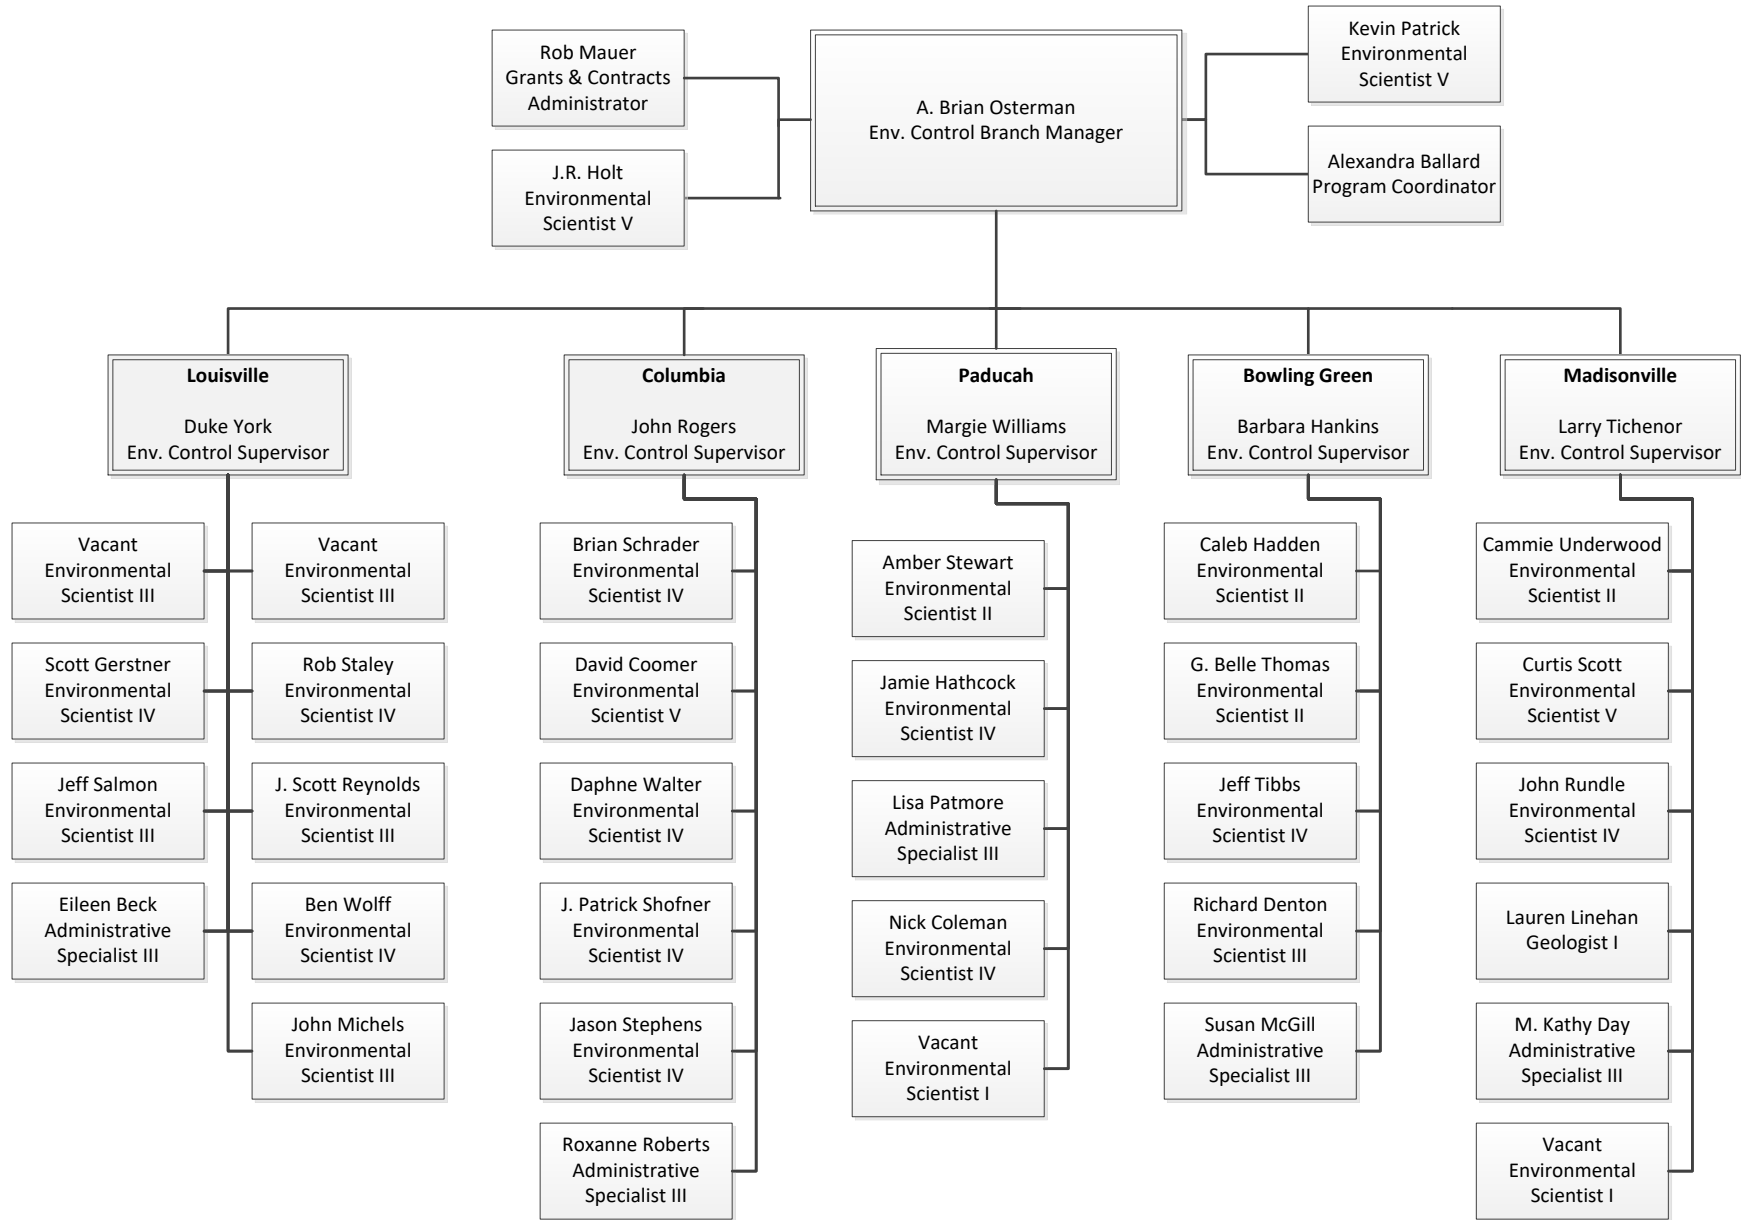 Rob Mauer
Grants & Contracts
Administrator
J.R. Holt
Environmental
Scientist V
A. Brian Osterman
Env. Control Branch Manager
Kevin Patrick
Environmental
Scientist V
Alexandra Ballard
Program Coordinator
Louisville
Duke York
Env. Control Supervisor
Vacant
Environmental
Scientist III
Vacant
Environmental
Scientist III
Scott Gerstner
Environmental
Scientist IV
Rob Staley
Environmental
Scientist IV
Jeff Salmon
Environmental
Scientist III
J. Scott Reynolds
Environmental
Scientist III
Eileen Beck
Administrative
Specialist III
Ben Wolff
Environmental
Scientist IV
John Michels
Environmental
Scientist III
Columbia
John Rogers
Env. Control Supervisor
Brian Schrader
Environmental
Scientist IV
David Coomer
Environmental
Scientist V
Daphne Walter
Environmental
Scientist IV
J. Patrick Shofner
Environmental
Scientist IV
Jason Stephens
Environmental
Scientist IV
Roxanne Roberts
Administrative
Specialist III
Paducah
Margie Williams
Env. Control Supervisor
Amber Stewart
Environmental
Scientist II
Jamie Hathcock
Environmental
Scientist IV
Lisa Patmore
Administrative
Specialist III
Nick Coleman
Environmental
Scientist IV
Vacant
Environmental
Scientist I
Bowling Green
Barbara Hankins
Env. Control Supervisor
Caleb Hadden
Environmental
Scientist II
G. Belle Thomas
Environmental
Scientist II
Jeff Tibbs
Environmental
Scientist IV
Richard Denton
Environmental
Scientist III
Susan McGill
Administrative
Specialist III
Madisonville
Larry Tichenor
Env. Control Supervisor
Cammie Underwood
Environmental
Scientist II
Curtis Scott
Environmental
Scientist V
John Rundle
Environmental
Scientist IV
Lauren Linehan
Geologist I
M. Kathy Day
Administrative
Specialist III
Vacant
Environmental
Scientist I